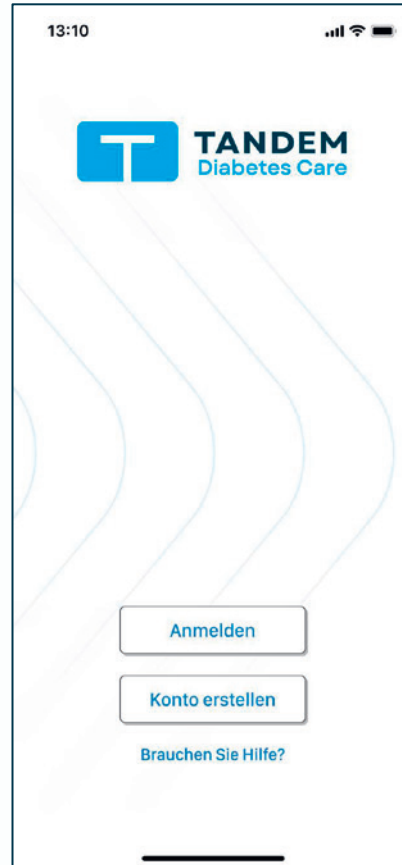 13:10
TANDEM
Diabetes Care
Anmelden
Konto erstellen
Brauchen Sie Hilfe?